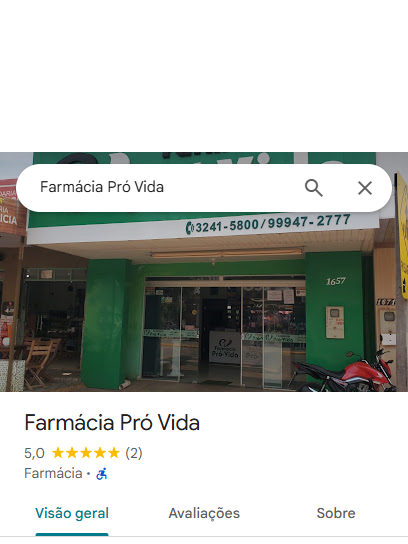 Farmácia Pró Vida
3241-5800/99947-2777
1657
Farmácia
Pró-Vida
Farmácia Pró Vida
5,0 (2)
Farmácia ·
Visão geral
Avaliações
Sobre